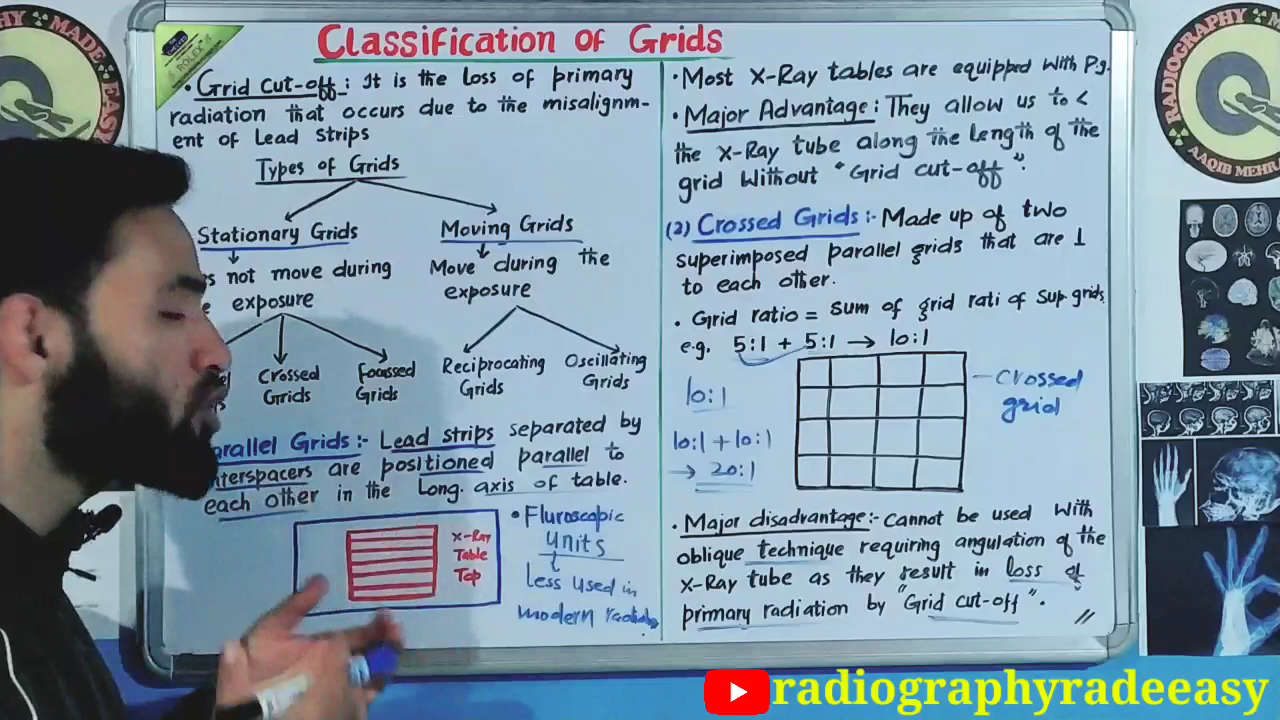 Classification of Grids
ROLEX
• Grid cut-off : It is the Loss of primary
radiation that occurs due to the misalignm-
ent of Lead Strips
Types of Grids
Stationary Grids
Moving Grids
not move during
exposure
Move during the
exposure
Crossed
Grids
Focussed
Grids
Reciprocating
Grids
Oscillating
Grids
Grids :- Lead strips separated by
are positioned parallel to
each other in the Long. axis of table.
X-Ray
Table
Top
• Fluroscopic
units
Less used in
modern
• Most X-Ray tables are equipped with P.g.
• Major Advantage : They allow us to <
the X-Ray tube along the Length of the
grid without "Grid cut-off".
(2) Crossed Grids :- Made up of two
superimposed parallel grids that are ⊥
to each other.
• Grid ratio = sum of grid rati of sup. grids
e.g. 5:1 + 5:1 → 10:1
10:1
10:1 + 10:1
→ 20:1
Crossed
grid
• Major disadvantage :- Cannot be used with
oblique technique requiring angulation of the
X-Ray tube as they result in loss of
primary radiation by "Grid cut-off".
RADIOGRAPHY
MADE
EASY
RADIOGRAPHY
AAQIB MEHRA
radiographyradeeasy